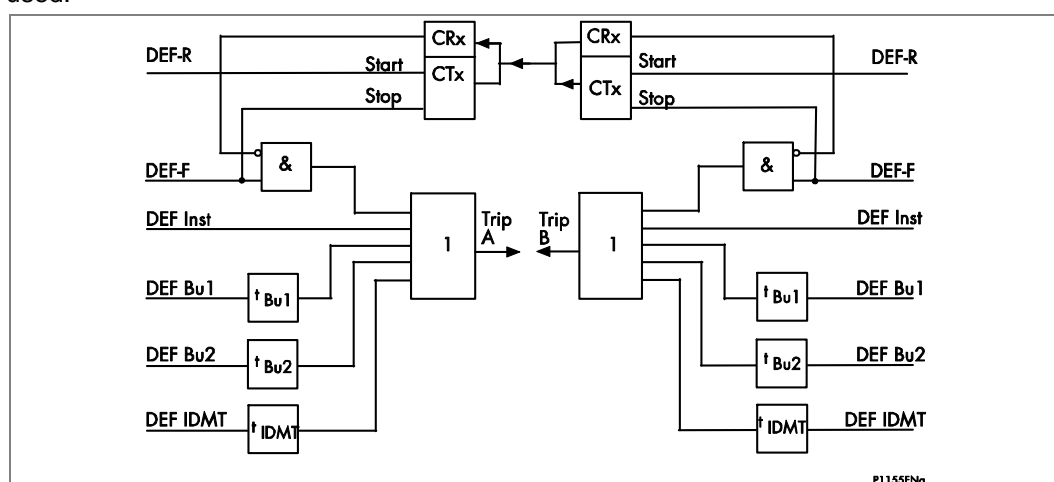 used.
CRx CRx
DEF-R Start Start DEF-R
CTx CTx
Stop Stop
& &
DEF-F DEF-F
DEF Inst Trip Trip DEF Inst
1 A B 1
DEF Bu1 t Bu1 t Bu1 DEF Bu1
DEF Bu2 t Bu2 t Bu2 DEF Bu2
DEF IDMT t IDMT t IDMT DEF IDMT
P1155ENa